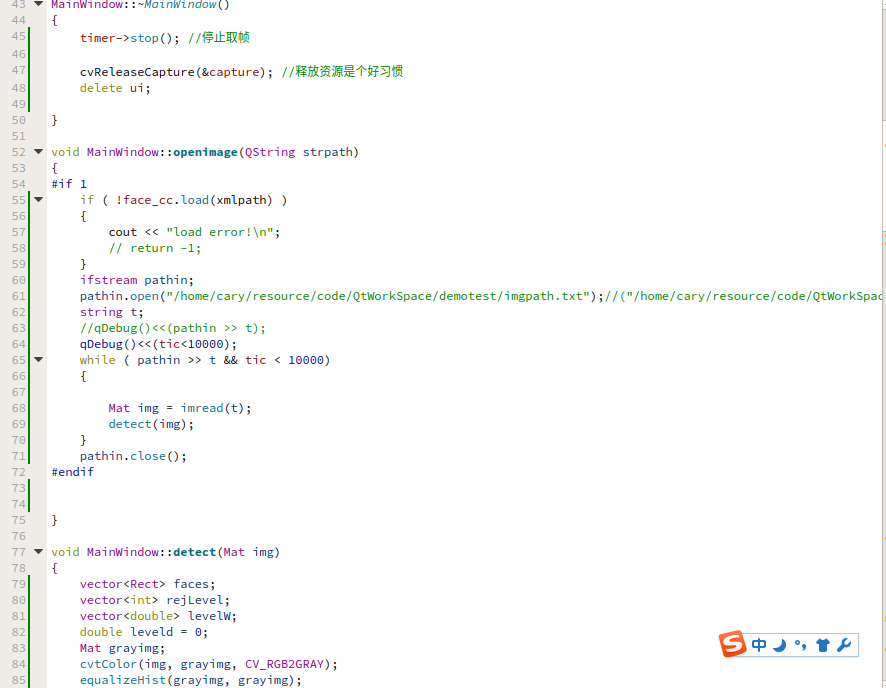 43 MainWindow::~MainWindow()
44 {
45 timer->stop(); //停止取帧
46
47 cvReleaseCapture(&capture); //释放资源是个好习惯
48 delete ui;
49
50 }
51
52 void MainWindow::openimage(QString strpath)
53 {
54 #if 1
55 if ( !face_cc.load(xmlpath) )
56 {
57 cout << "load error!\n";
58 // return -1;
59 }
60 ifstream pathin;
61 pathin.open("/home/cary/resource/code/QtWorkSpace/demotest/imgpath.txt");//("/home/cary/resource/code/QtWorkSpac
62 string t;
63 //qDebug()<<(pathin >> t);
64 qDebug()<<(tic<10000);
65 while ( pathin >> t && tic < 10000)
66 {
67
68 Mat img = imread(t);
69 detect(img);
70 }
71 pathin.close();
72 #endif
73
74
75 }
76
77 void MainWindow::detect(Mat img)
78 {
79 vector<Rect> faces;
80 vector<int> rejLevel;
81 vector<double> levelW;
82 double leveld = 0;
83 Mat grayimg;
84 cvtColor(img, grayimg, CV_RGB2GRAY);
85 equalizeHist(grayimg, grayimg);
S 中 °,